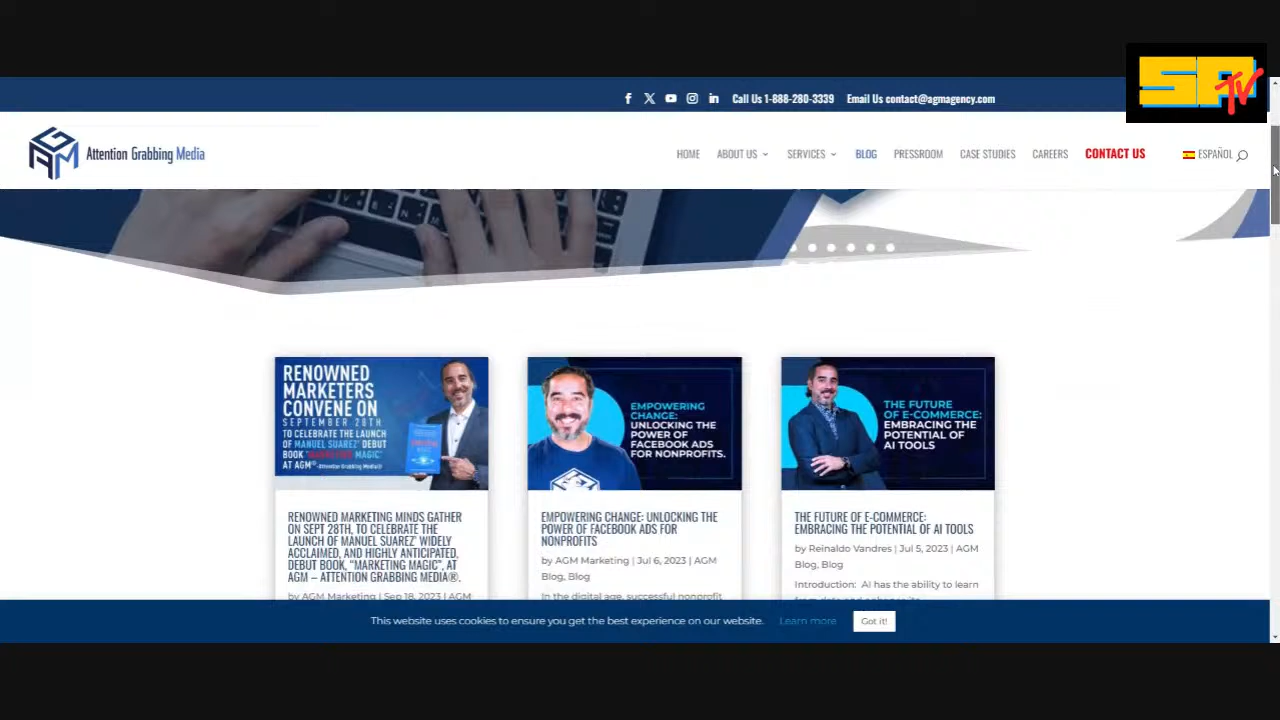 SP TV
Call Us 1-888-280-3339 Email Us contact@agmagency.com
AGM Attention Grabbing Media
HOME ABOUT US SERVICES BLOG PRESSROOM CASE STUDIES CAREERS CONTACT US ESPAÑOL
RENOWNED
MARKETERS
CONVENE ON
SEPTEMBER 28TH
TO CELEBRATE THE LAUNCH
OF MANUEL SUAREZ' DEBUT
BOOK "MARKETING MAGIC"
AT AGM®-Attention Grabbing Media®
EMPOWERING
CHANGE:
UNLOCKING THE
POWER OF
FACEBOOK ADS
FOR NONPROFITS.
THE FUTURE
OF E-COMMERCE:
EMBRACING THE
POTENTIAL OF
AI TOOLS
RENOWNED MARKETING MINDS GATHER
ON SEPT 28TH, TO CELEBRATE THE
LAUNCH OF MANUEL SUAREZ' WIDELY
ACCLAIMED, AND HIGHLY ANTICIPATED,
DEBUT BOOK, "MARKETING MAGIC", AT
AGM – ATTENTION GRABBING MEDIA®.
by AGM Marketing | Sep 18, 2023 | AGM
EMPOWERING CHANGE: UNLOCKING THE
POWER OF FACEBOOK ADS FOR
NONPROFITS
by AGM Marketing | Jul 6, 2023 | AGM
Blog, Blog
In the digital age, successful nonprofit
THE FUTURE OF E-COMMERCE:
EMBRACING THE POTENTIAL OF AI TOOLS
by Reinaldo Vandres | Jul 5, 2023 | AGM
Blog, Blog
Introduction: AI has the ability to learn
This website uses cookies to ensure you get the best experience on our website. Learn more Got it!